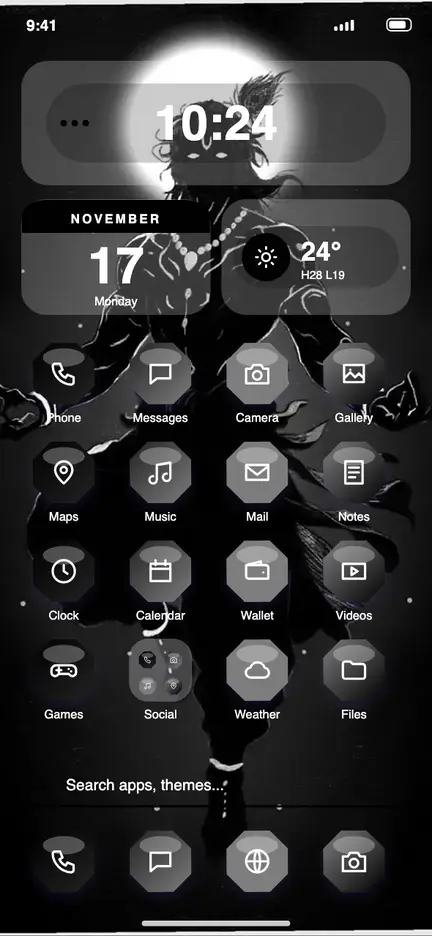 9:41
10:24
NOVEMBER
17
Monday
24°
H28 L19
Phone Messages Camera Gallery
Maps Music Mail Notes
Clock Calendar Wallet Videos
Games Social Weather Files
Search apps, themes...